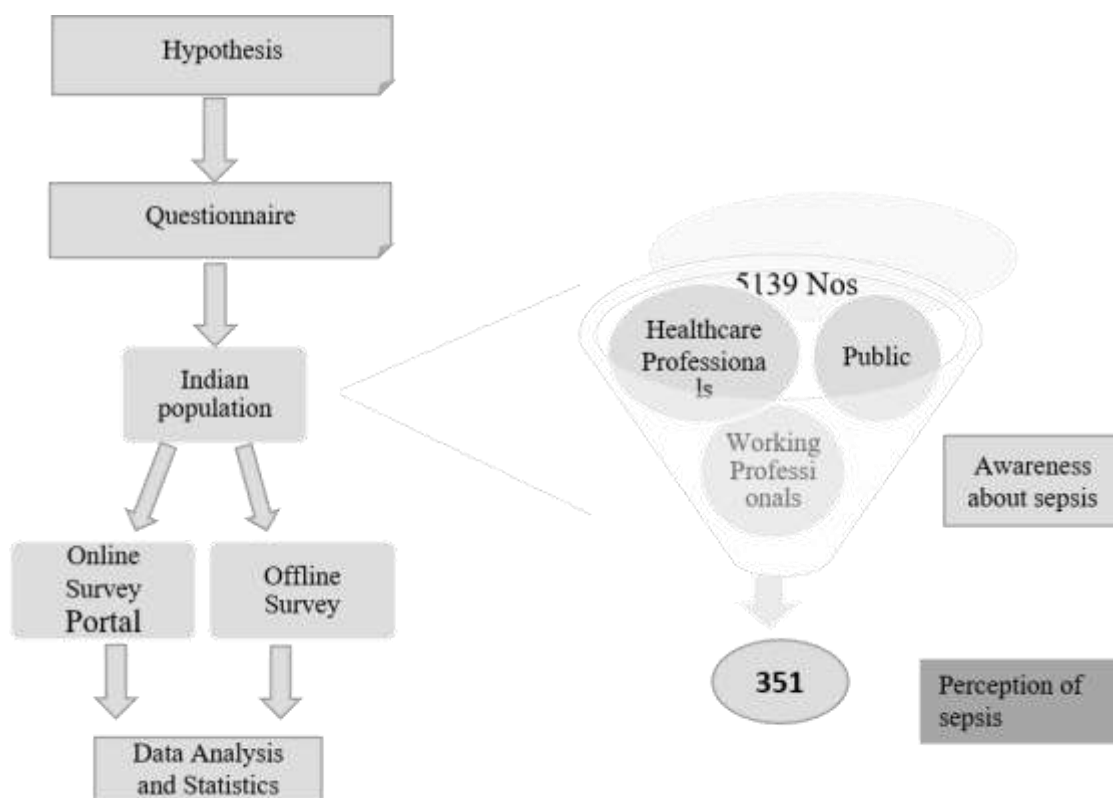 Hypothesis
Questionnaire
Indian
population
Online
Survey
Portal
Offline
Survey
Data Analysis
and Statistics
5139 Nos
Healthcare
Professiona
ls
Public
Working
Professi
onals
351
Awareness
about sepsis
Perception of
sepsis